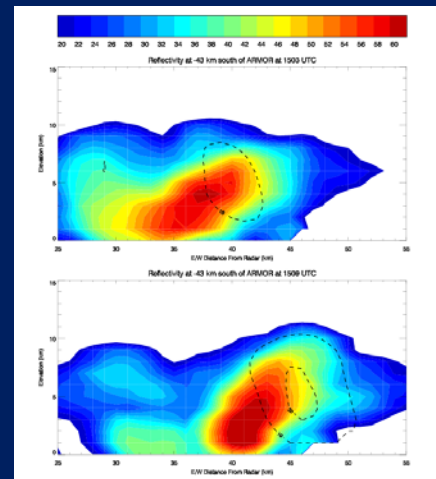 20 22 24 26 28 30 32 34 36 38 40 42 44 46 48 50 52 54 56 58 60
Reflectivity at -43 km south of ARMOR at 1503 UTC
15
10
Elevation (km)
5
0
25 30 35 40 45 50 55
E/W Distance From Radar (km)
Reflectivity at -43 km south of ARMOR at 1509 UTC
15
10
Elevation (km)
5
0
25 30 35 40 45 50 55
E/W Distance From Radar (km)